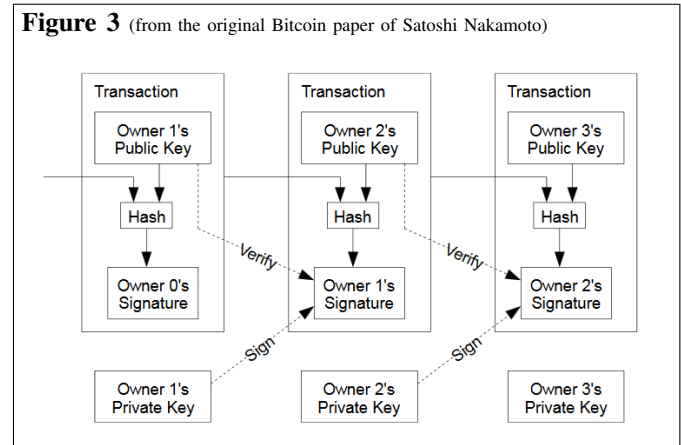 Figure 3 (from the original Bitcoin paper of Satoshi Nakamoto)
Transaction
Owner 1's
Public Key
Hash
Owner 0's
Signature
Transaction
Owner 2's
Public Key
Hash
Verify
Owner 1's
Signature
Transaction
Owner 3's
Public Key
Hash
Verify
Owner 2's
Signature
Sign
Sign
Owner 1's
Private Key
Owner 2's
Private Key
Owner 3's
Private Key